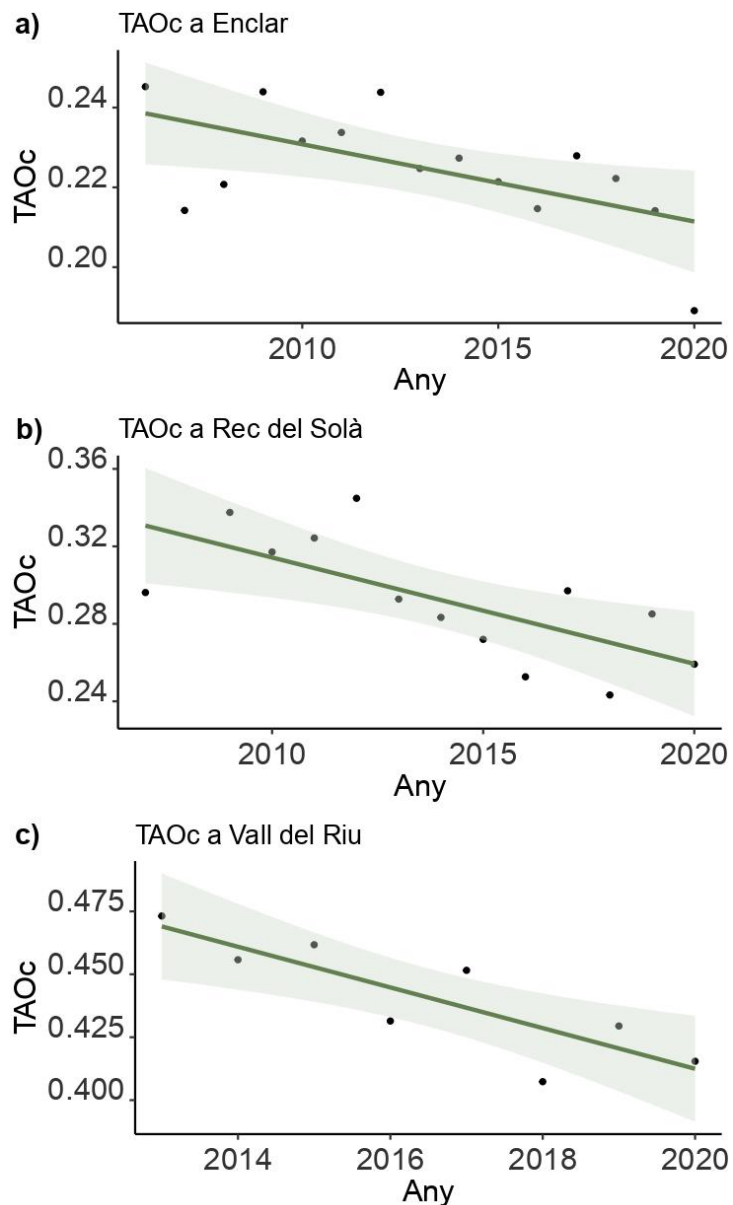 a) TAOc a Enclar
0.24
0.22
0.20
TAOc
2010 2015 2020
Any
b) TAOc a Rec del Solà
0.36
0.32
0.28
0.24
TAOc
2010 2015 2020
Any
c) TAOc a Vall del Riu
0.475
0.450
0.425
0.400
TAOc
2014 2016 2018 2020
Any